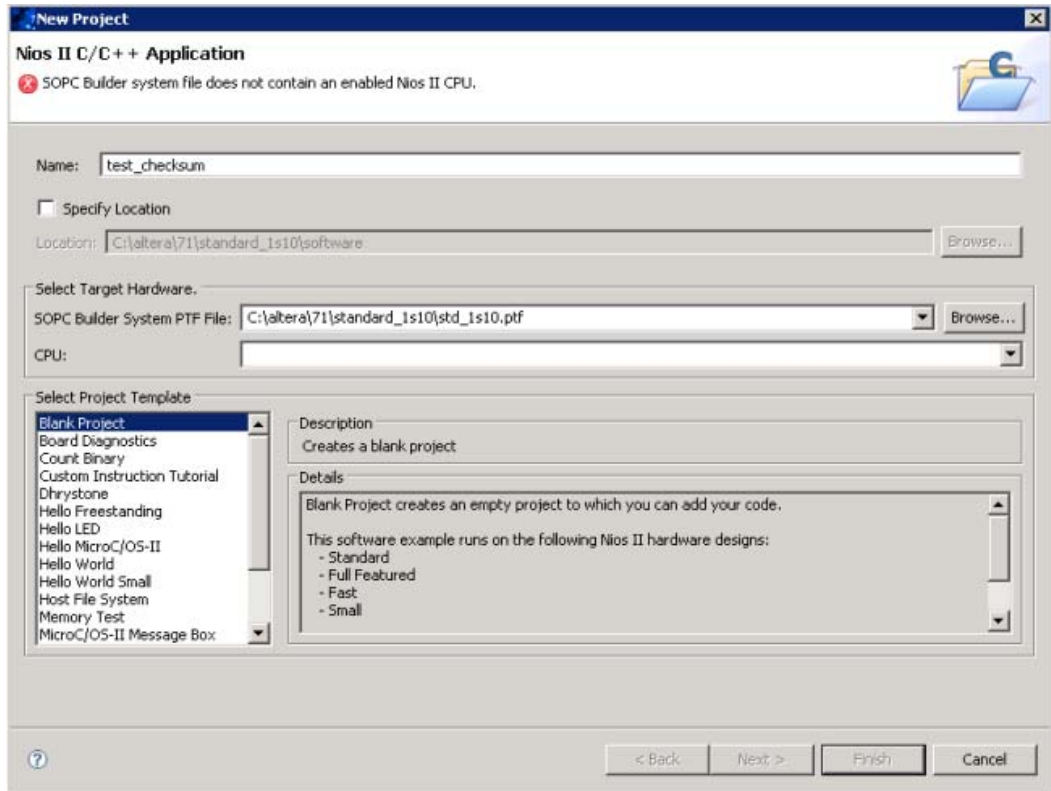 New Project
Nios II C/C++ Application
SOPC Builder system file does not contain an enabled Nios II CPU.
Name: test_checksum
Specify Location
Location: C:\altera\71\standard_1s10\software Browse...
Select Target Hardware.
SOPC Builder System PTF File: C:\altera\71\standard_1s10\std_1s10.ptf Browse...
CPU:
Select Project Template
Blank Project
Board Diagnostics
Count Binary
Custom Instruction Tutorial
Dhrystone
Hello Freestanding
Hello LED
Hello MicroC/OS-II
Hello World
Hello World Small
Host File System
Memory Test
MicroC/OS-II Message Box
Description
Creates a blank project
Details
Blank Project creates an empty project to which you can add your code.
This software example runs on the following Nios II hardware designs:
- Standard
- Full Featured
- Fast
- Small
? < Back Next > Finish Cancel